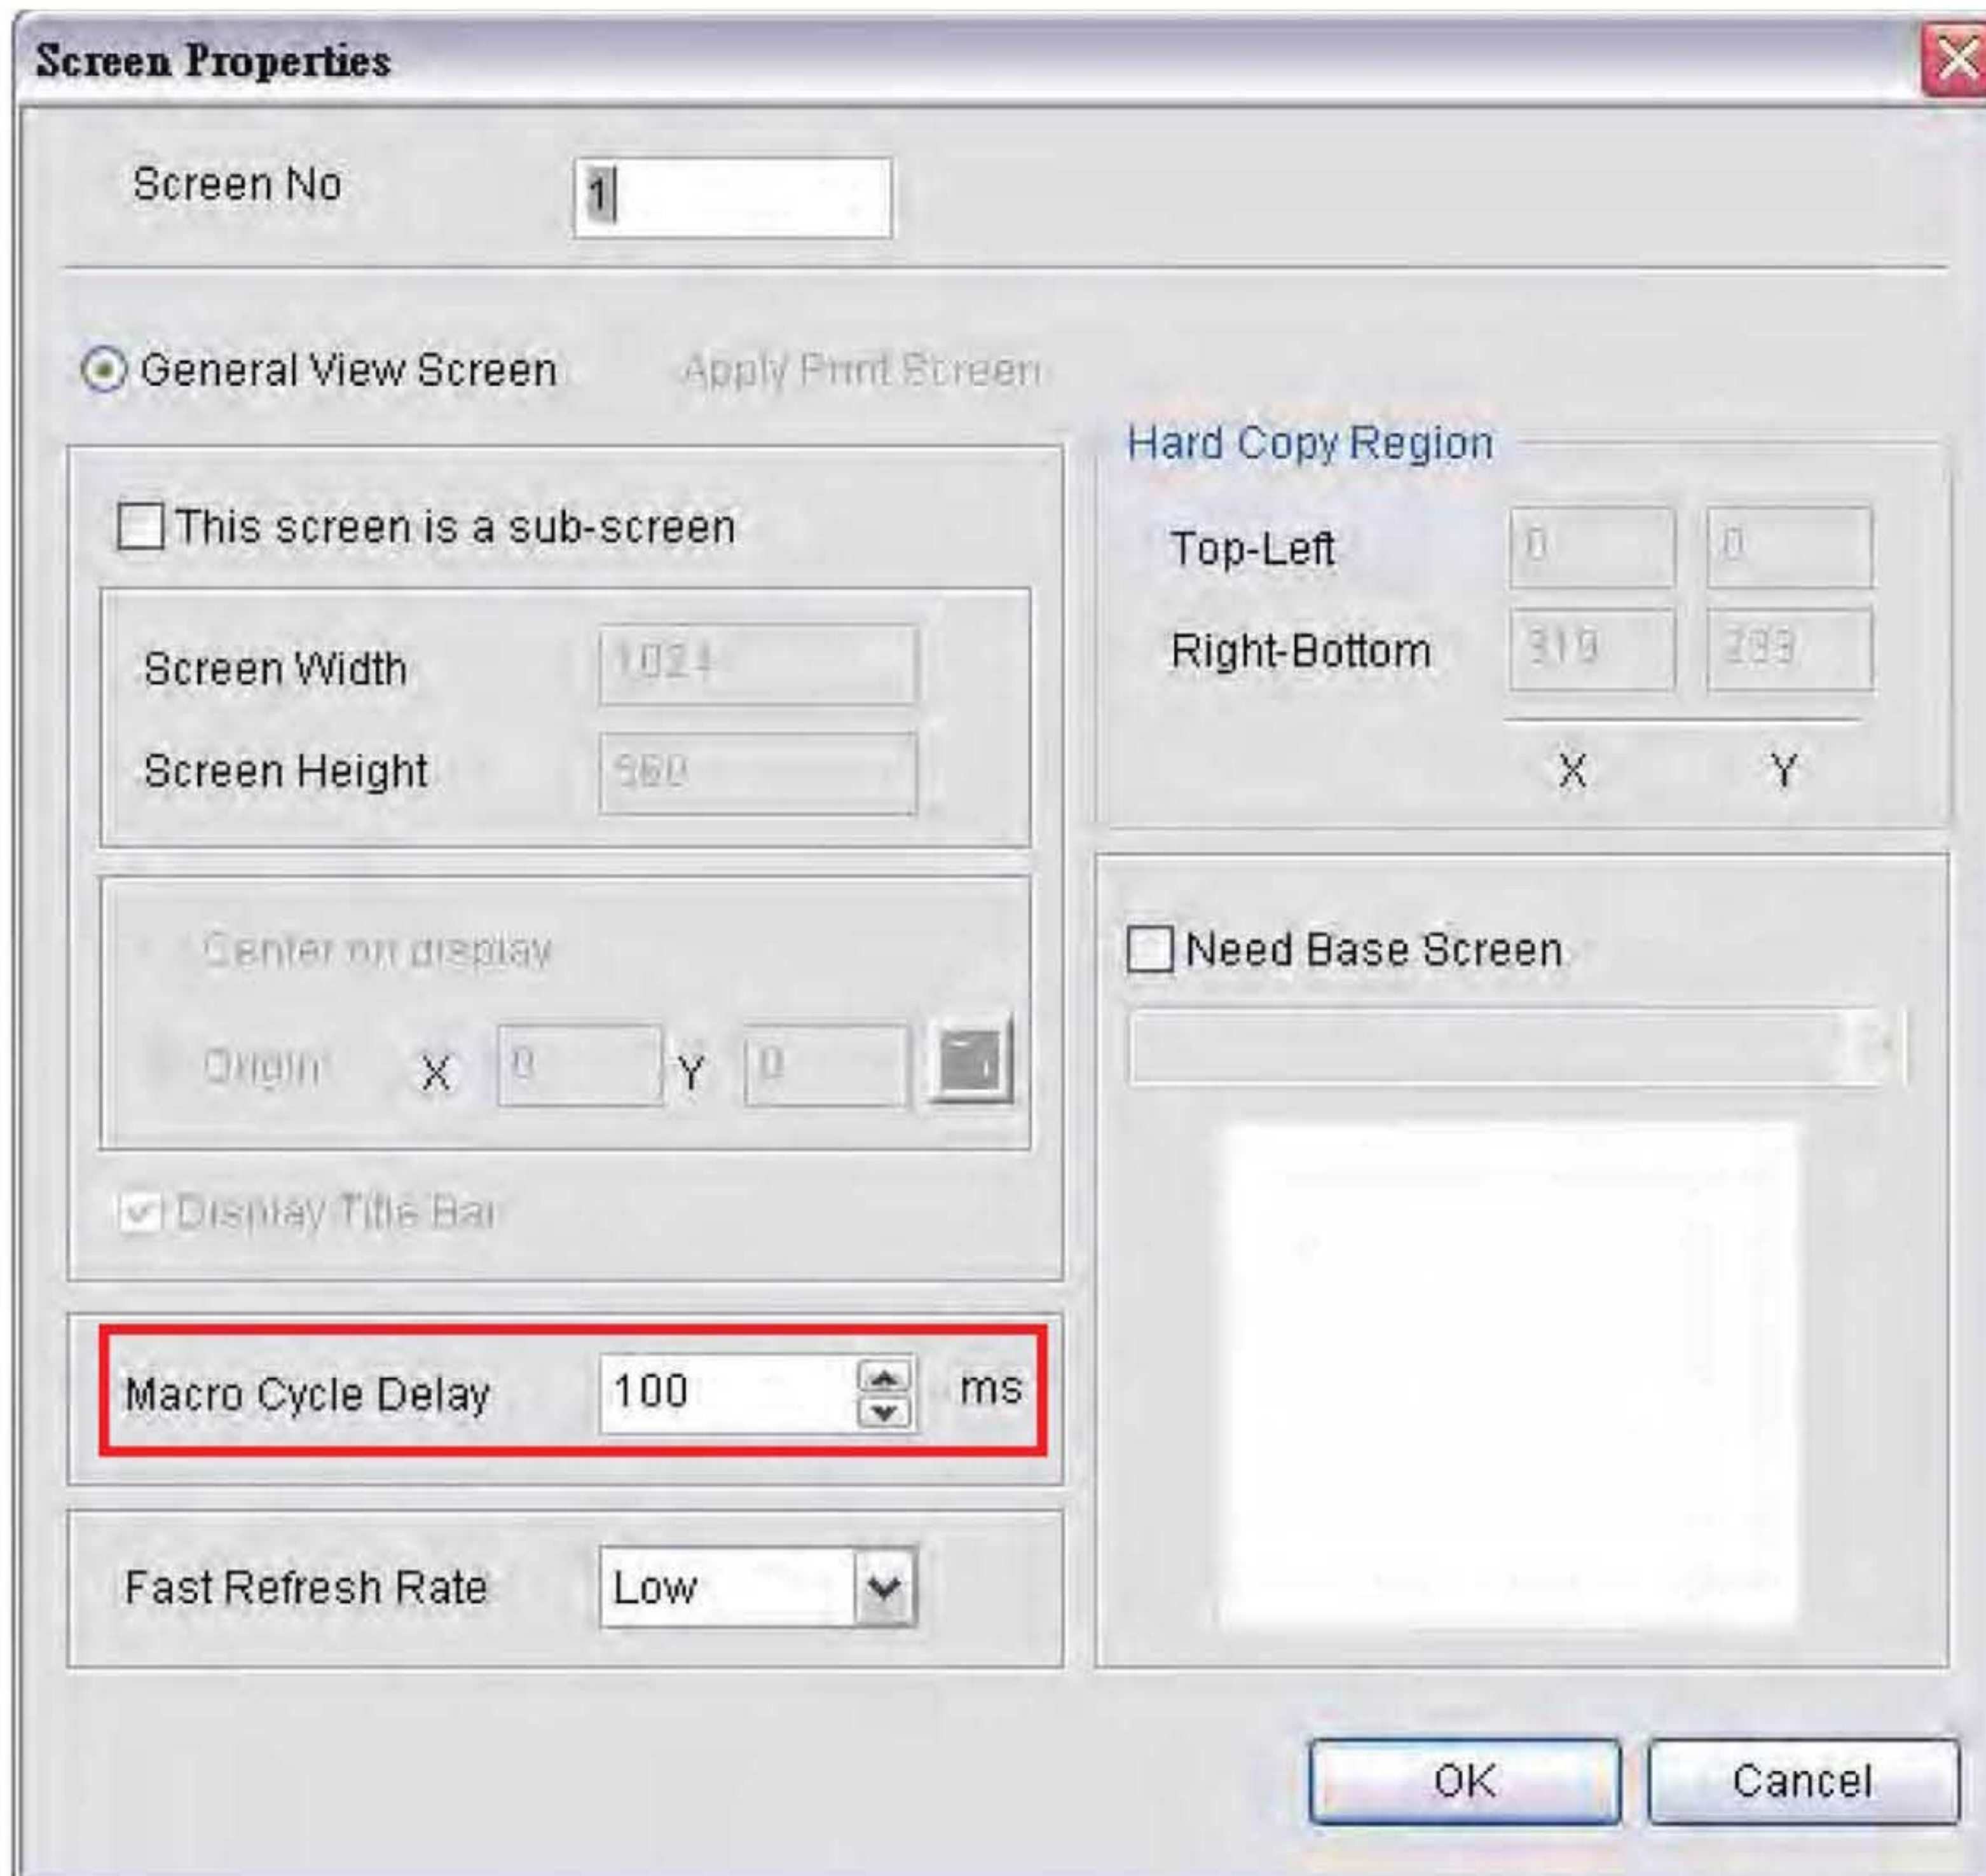 Screen Properties
Screen No 1
General View Screen Apply Print Screen
This screen is a sub-screen
Screen Width
Screen Height
Center on display
Origin X 0 Y 0
Display Title Bar
Macro Cycle Delay 100 ms
Fast Refresh Rate Low
Hard Copy Region
Top-Left 0 0
Right-Bottom 319
X Y
Need Base Screen
OK Cancel